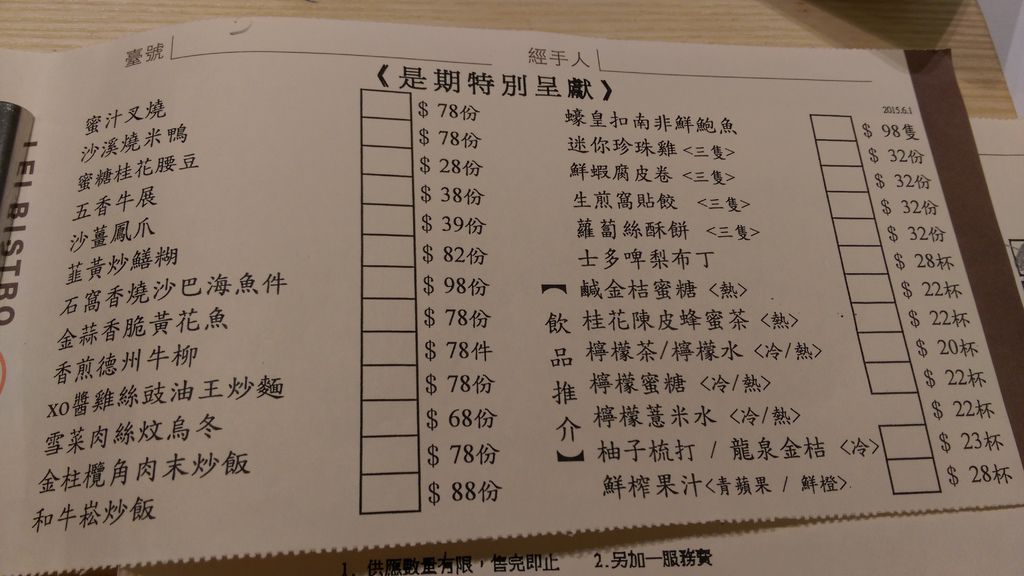 臺號
經手人
《是期特別呈獻》
2015.6.1
蜜汁叉燒 $ 78份
沙溪燒米鴨 $ 78份
蜜糖桂花腰豆 $ 28份
五香牛展 $ 38份
沙薑鳳爪 $ 39份
韮黃炒鱔糊 $ 82份
石窩香燒沙巴海魚件 $ 98份
金蒜香脆黃花魚 $ 78份
香煎德州牛柳 $ 78件
xo醬雞絲豉油王炒麵 $ 78份
雪菜肉絲炆烏冬 $ 68份
金柱欖角肉末炒飯 $ 78份
和牛崧炒飯 $ 88份
蠔皇扣南非鮮鮑魚 $ 98隻
迷你珍珠雞 <三隻> $ 32份
鮮蝦腐皮卷 <三隻> $ 32份
生煎窩貼餃 <三隻> $ 32份
蘿蔔絲酥餅 <三隻> $ 32份
士多啤梨布丁 $ 28杯
【飲品推介】
鹹金桔蜜糖 <熱> $ 22杯
桂花陳皮蜂蜜茶 <熱> $ 22杯
檸檬茶/檸檬水 <冷/熱> $ 20杯
檸檬蜜糖 <冷/熱> $ 22杯
檸檬薏米水 <冷/熱> $ 22杯
柚子梳打 / 龍泉金桔 <冷> $ 23杯
鮮榨果汁<青蘋果 / 鮮橙> $ 28杯
1. 供應數量有限，售完即止 2.另加一服務費
LEI BISTRO